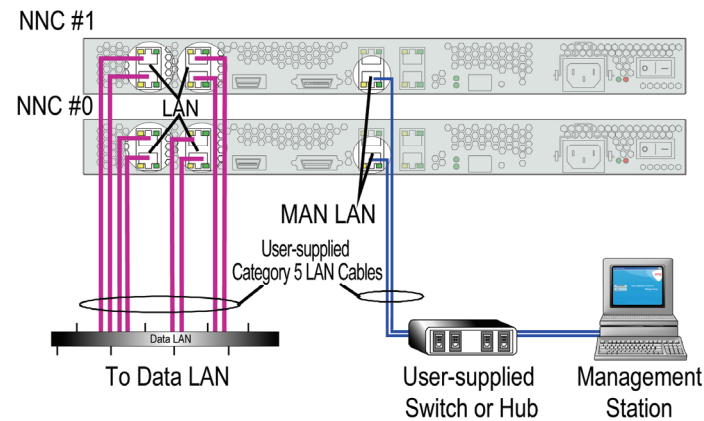 NNC #1
NNC #0
LAN
MAN LAN
User-supplied
Category 5 LAN Cables
Data LAN
To Data LAN
User-supplied
Switch or Hub
Management
Station